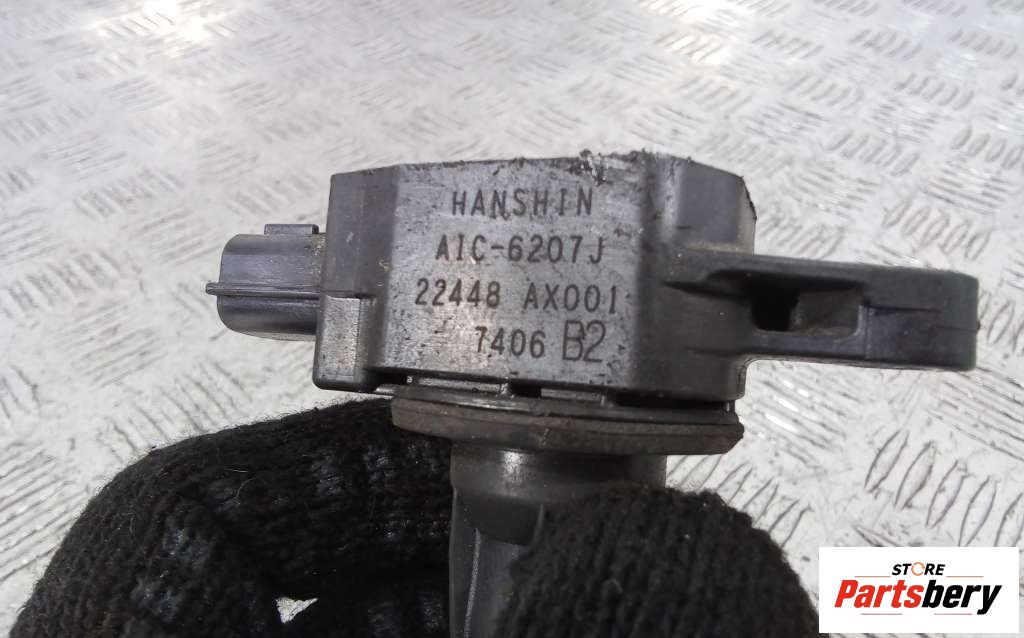 HANSHIN
AIC-6207J
22448 AX001
7406 B2
STORE
Partsbery